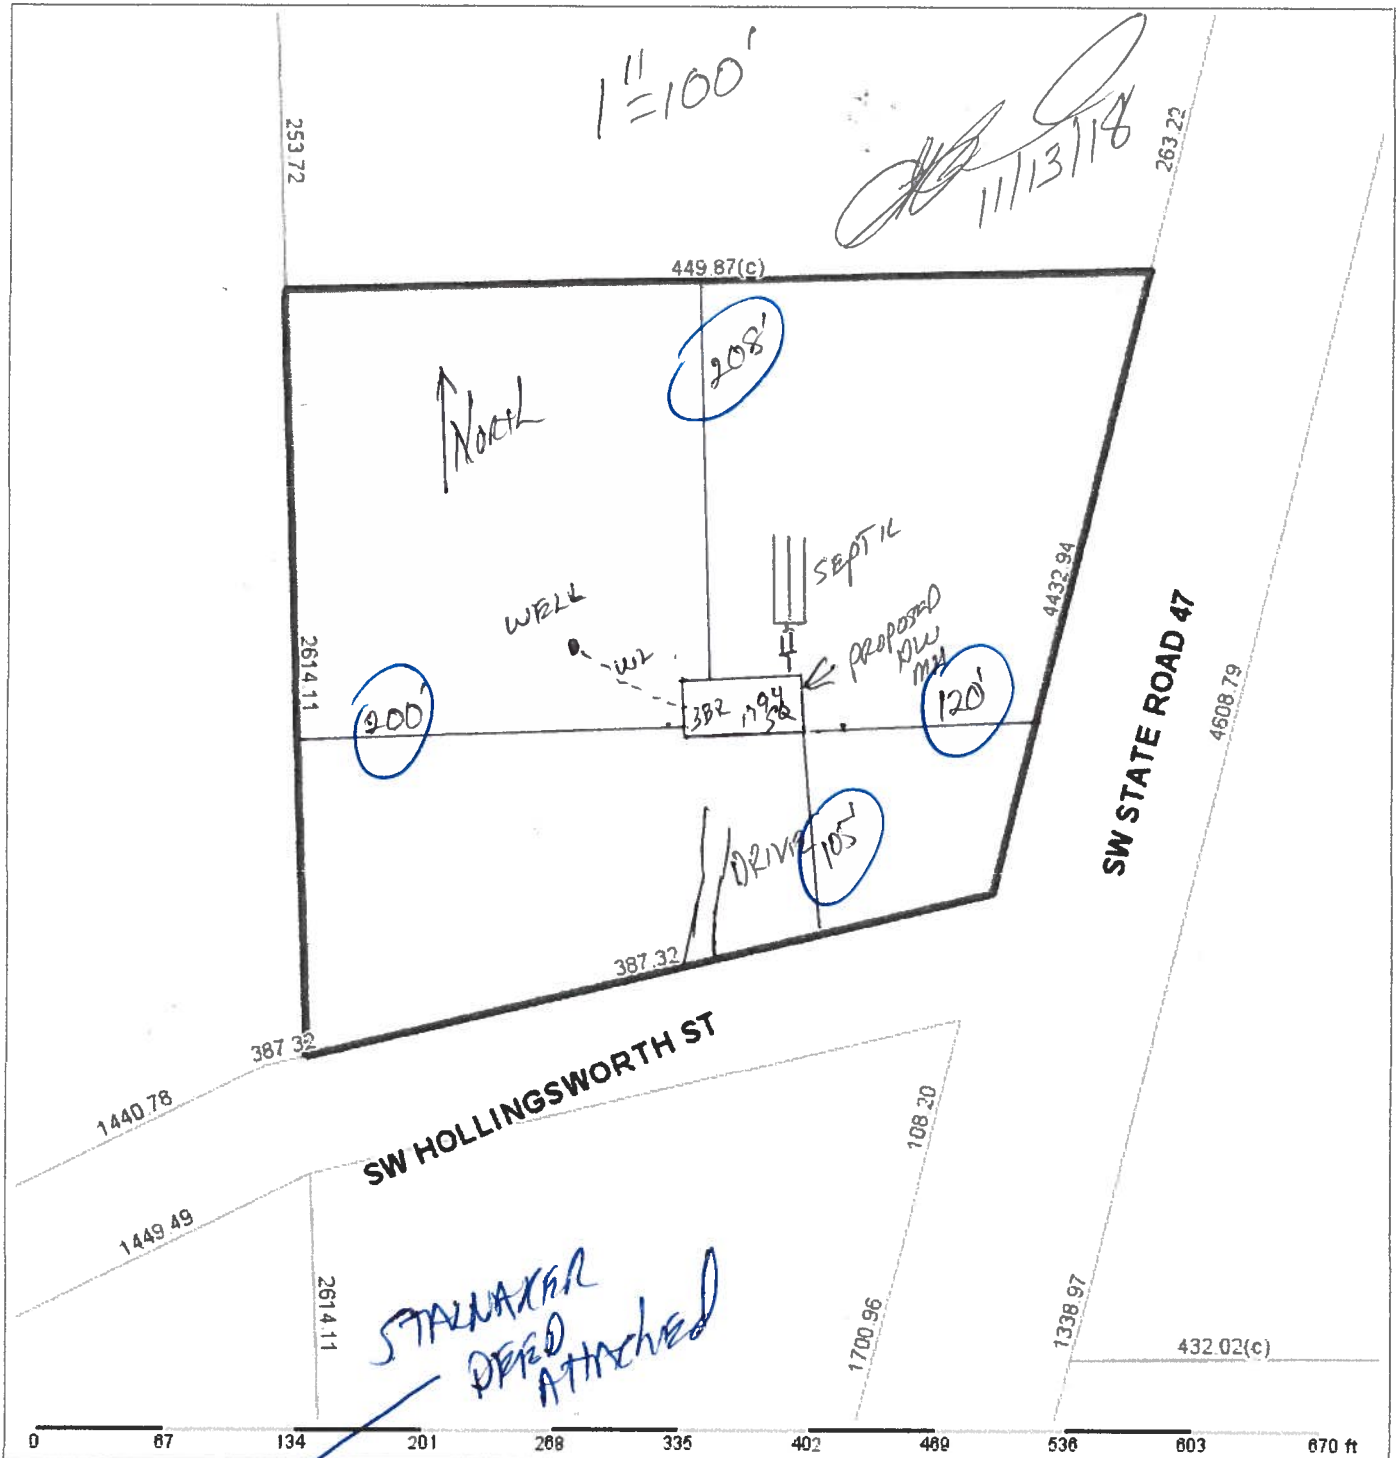 1"=100'
11/13/18
253.72
263.22
449.87(c)
208'
North
SEPTIC
WELL
PROPOSED
DW
MH
4432.94
2614.11
200'
3BR
120'
SW STATE ROAD 47
4608.79
DRIVE
105'
387.32
387.32
SW HOLLINGSWORTH ST
1440.78
108.20
1449.49
2614.11
STALNAKER
DEED
ATTACHED
1700.96
1338.97
432.02(c)
0 67 134 201 268 335 402 469 536 603 670 ft